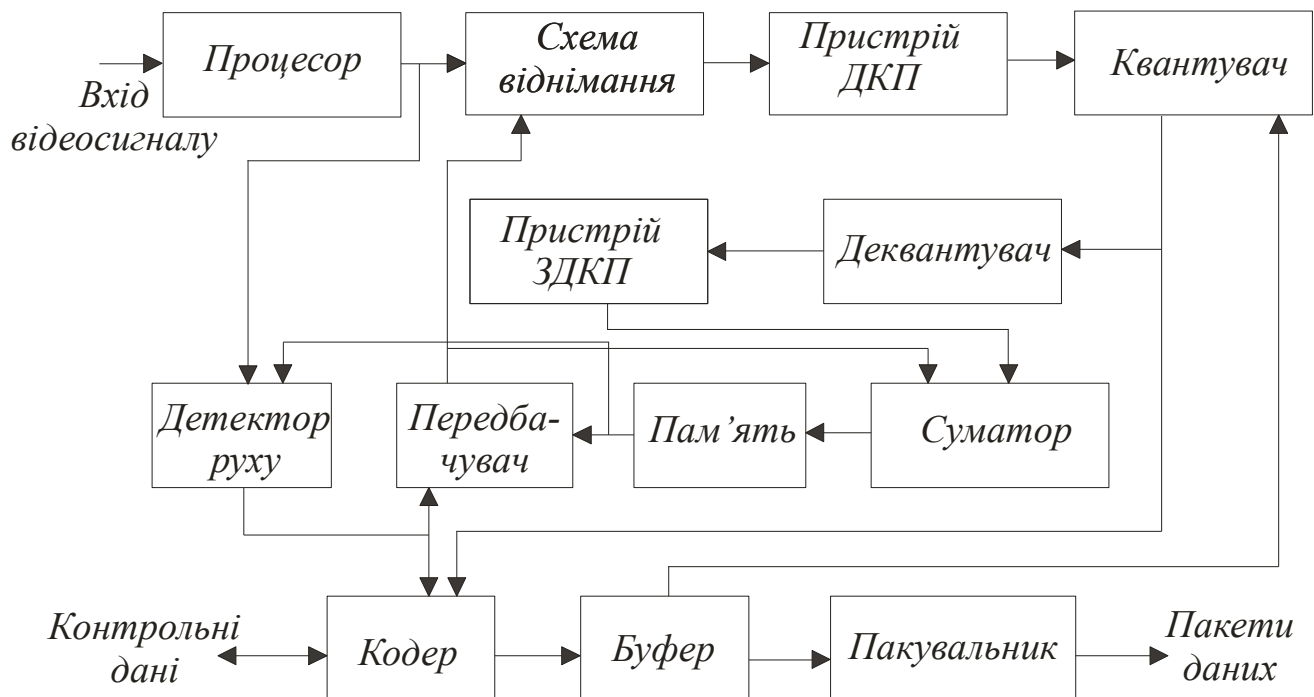 Процесор
Схема
віднімання
Пристрій
ДКП
Квантувач
Вхід
відеосигналу
Пристрій
ЗДКП
Деквантувач
Детектор
руху
Передба-
чувач
Пам’ять
Суматор
Контрольні
дані
Кодер
Буфер
Пакувальник
Пакети
даних